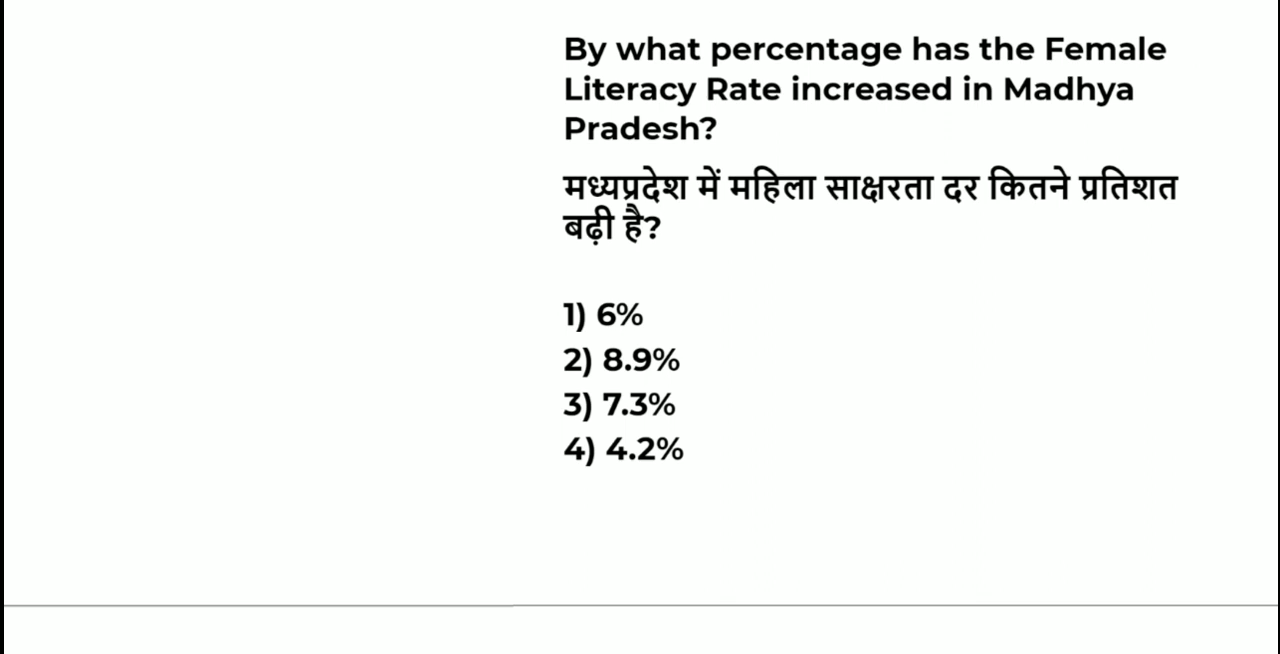 By what percentage has the Female
Literacy Rate increased in Madhya
Pradesh?
मध्यप्रदेश में महिला साक्षरता दर कितने प्रतिशत
बढ़ी है?
1) 6%
2) 8.9%
3) 7.3%
4) 4.2%